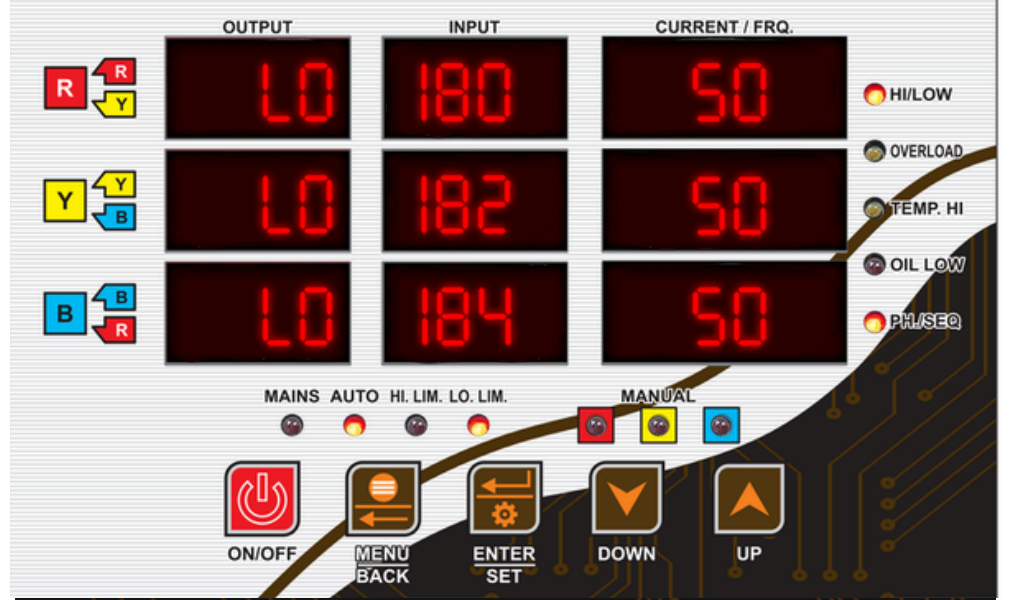 OUTPUT INPUT CURRENT / FRQ.
R R Y LO 180 50 HI/LOW
OVERLOAD
Y Y B LO 182 50 TEMP. HI
OIL LOW
B B R LO 184 50 PH./SEQ
MAINS AUTO HI. LIM. LO. LIM. MANUAL
ON/OFF MENU ENTER DOWN UP
BACK SET